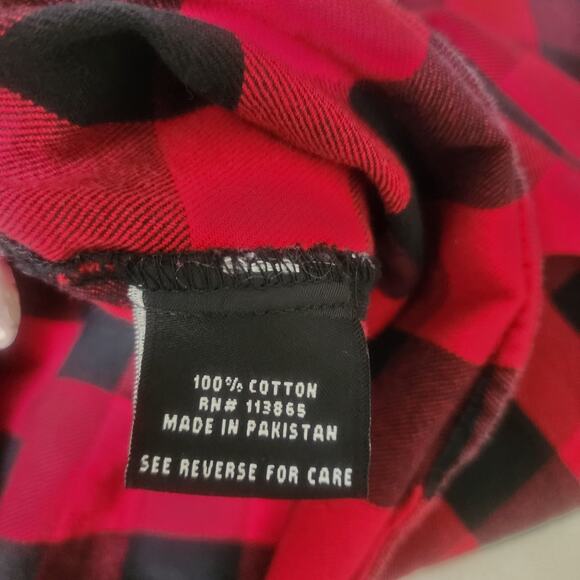 100% COTTON
RN# 113865
MADE IN PAKISTAN
SEE REVERSE FOR CARE